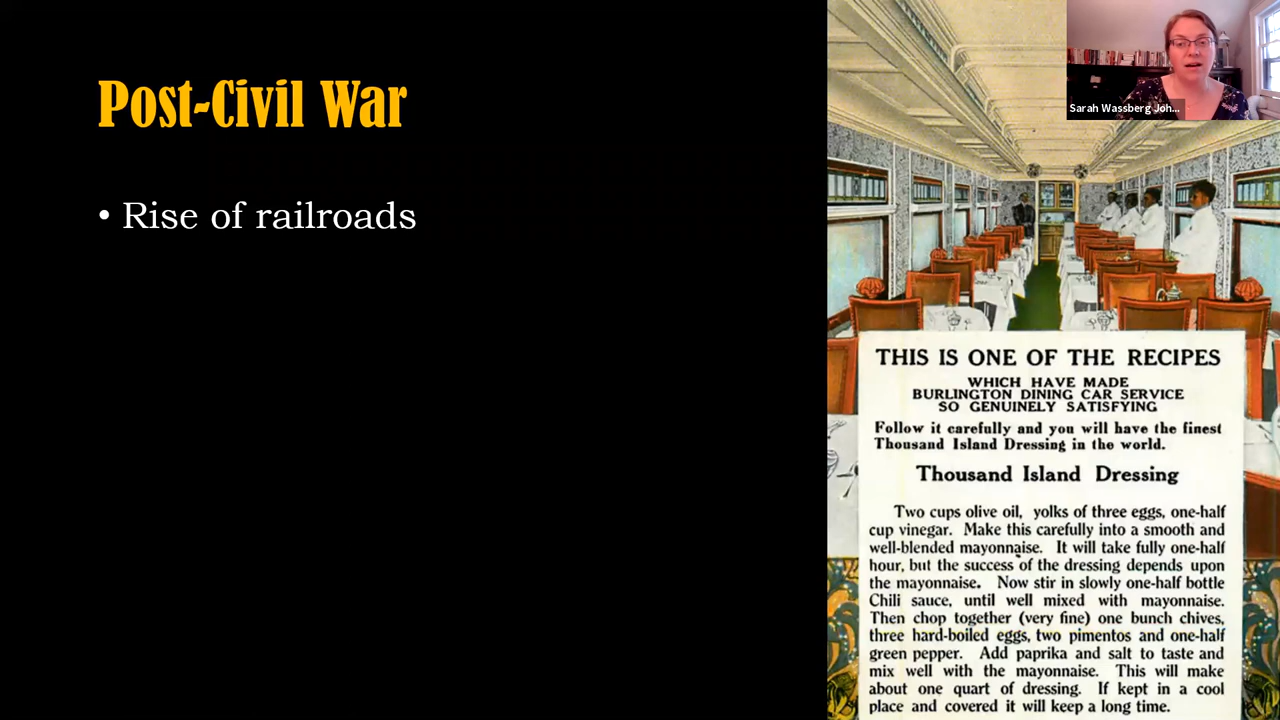 Post-Civil War
• Rise of railroads
Sarah Wassberg Joh...
THIS IS ONE OF THE RECIPES
WHICH HAVE MADE
BURLINGTON DINING CAR SERVICE
SO GENUINELY SATISFYING
Follow it carefully and you will have the finest
Thousand Island Dressing in the world.
Thousand Island Dressing
Two cups olive oil, yolks of three eggs, one-half
cup vinegar. Make this carefully into a smooth and
well-blended mayonnaise. It will take fully one-half
hour, but the success of the dressing depends upon
the mayonnaise. Now stir in slowly one-half bottle
Chili sauce, until well mixed with mayonnaise.
Then chop together (very fine) one bunch chives,
three hard-boiled eggs, two pimentos and one-half
green pepper. Add paprika and salt to taste and
mix well with the mayonnaise. This will make
about one quart of dressing. If kept in a cool
place and covered it will keep a long time.